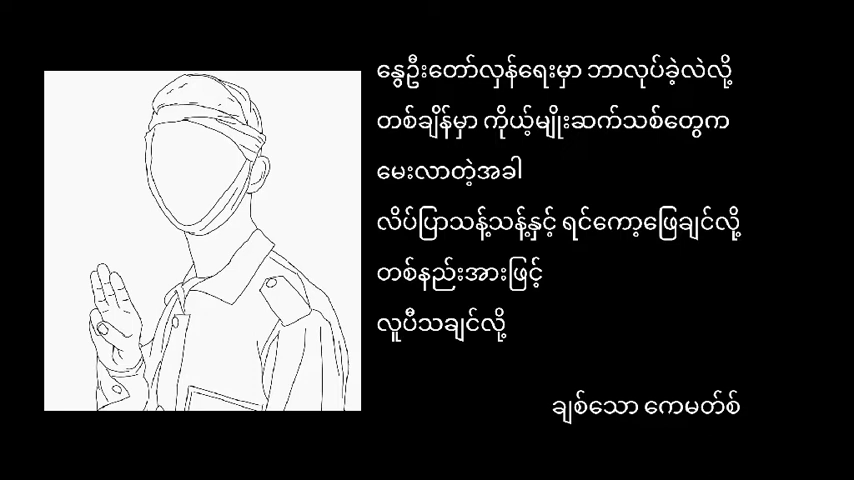 နွေဦးတော်လှန်ရေးမှာ ဘာလုပ်ခဲ့လဲလို့
တစ်ချိန်မှာ ကိုယ့်မျိုးဆက်သစ်တွေက
မေးလာတဲ့အခါ
လိပ်ပြာသန့်သန့်နှင့် ရင်ကော့ဖြေချင်လို့
တစ်နည်းအားဖြင့်
လူပီသချင်လို့
ချစ်သော ကေမတ်စ်